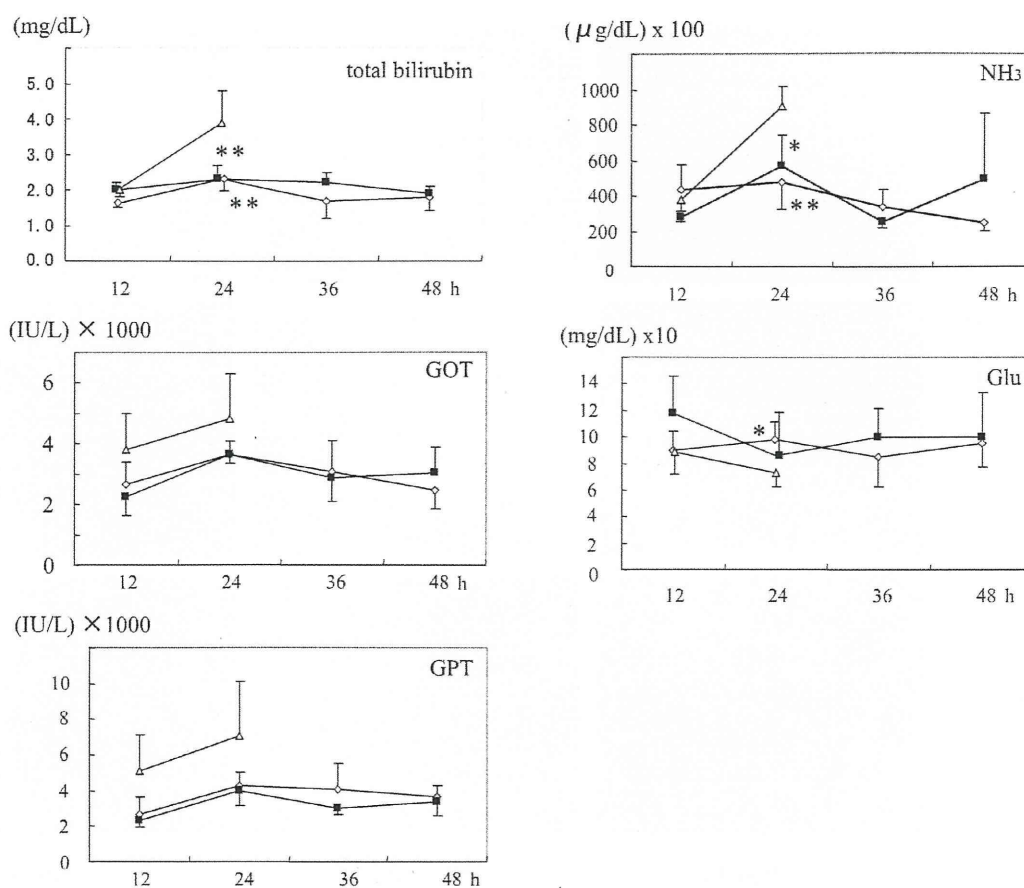 (mg/dL)
total bilirubin
5.0
4.0
3.0
2.0
1.0
0.0
**
**
12 24 36 48 h
(μg/dL) x 100
NH3
1000
800
600
400
200
0
*
**
12 24 36 48 h
(IU/L) × 1000
GOT
6
4
2
0
12 24 36 48 h
(mg/dL) x10
Glu
14
12
10
8
6
4
2
0
*
12 24 36 48 h
(IU/L) ×1000
GPT
10
8
6
4
2
0
12 24 36 48 h